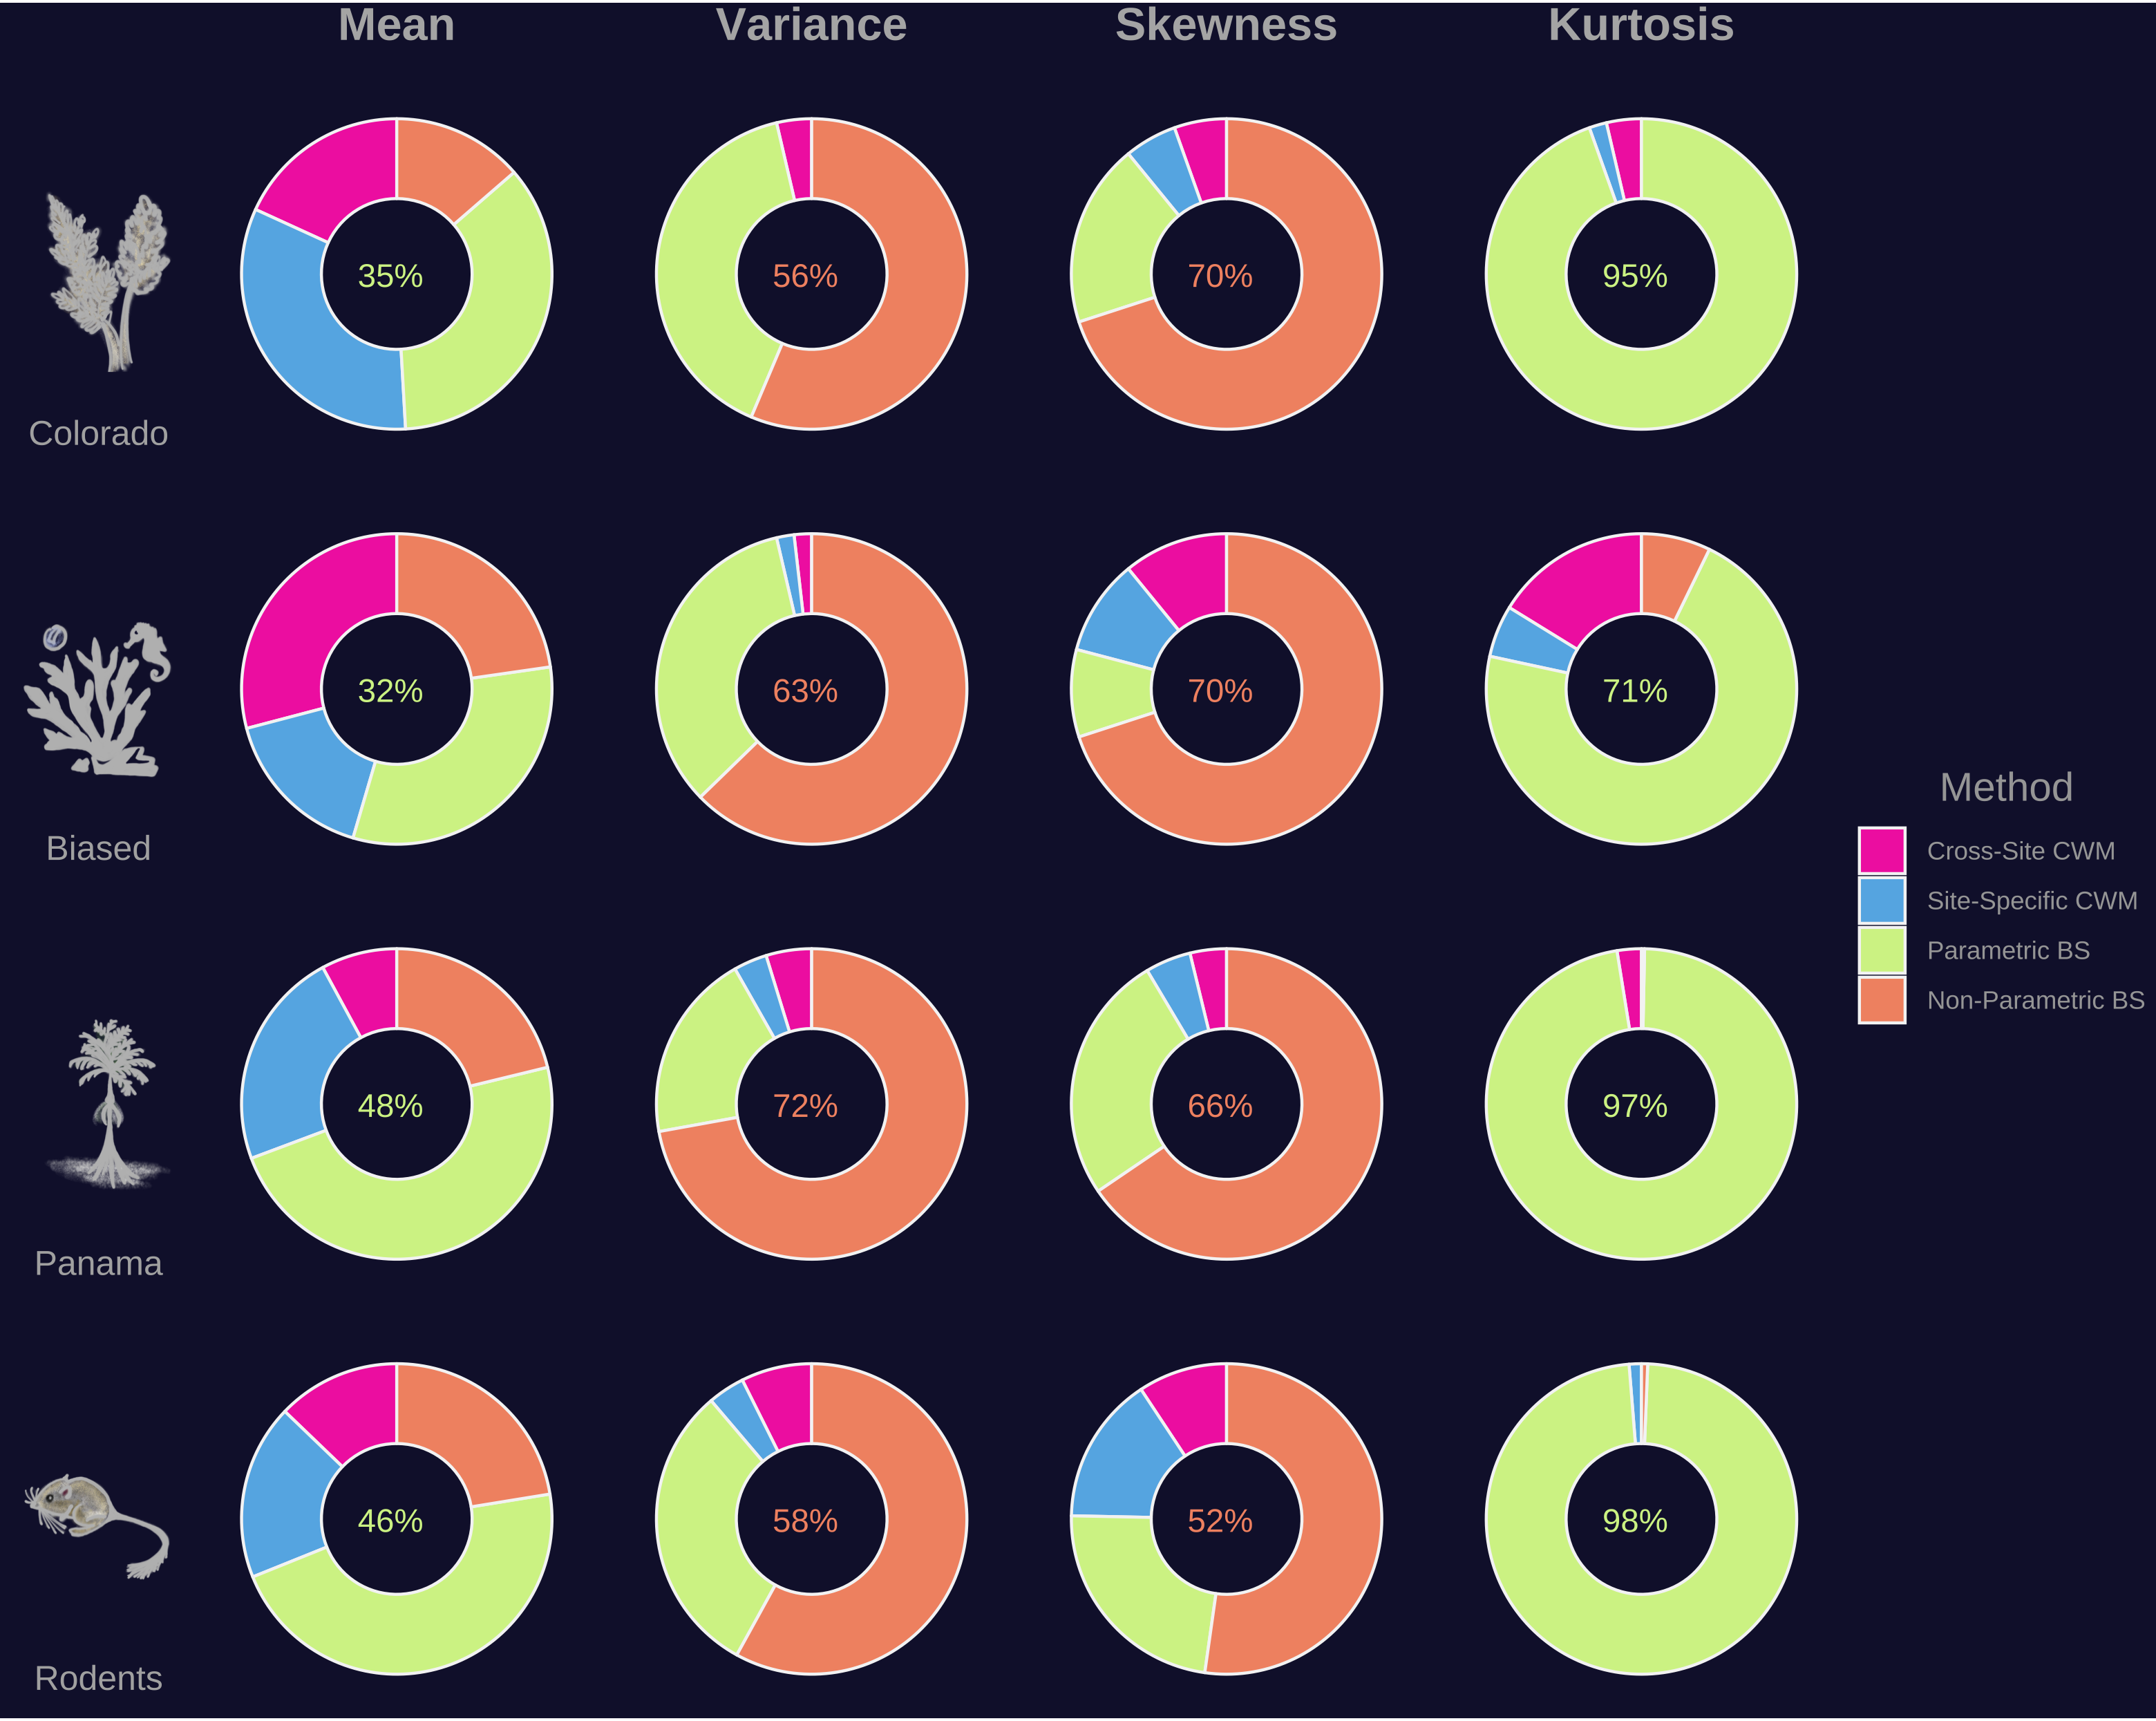 Mean Variance Skewness Kurtosis
35% 56% 70% 95%
Colorado
32% 63% 70% 71%
Biased
Method
Cross-Site CWM
Site-Specific CWM
Parametric BS
Non-Parametric BS
48% 72% 66% 97%
Panama
46% 58% 52% 98%
Rodents